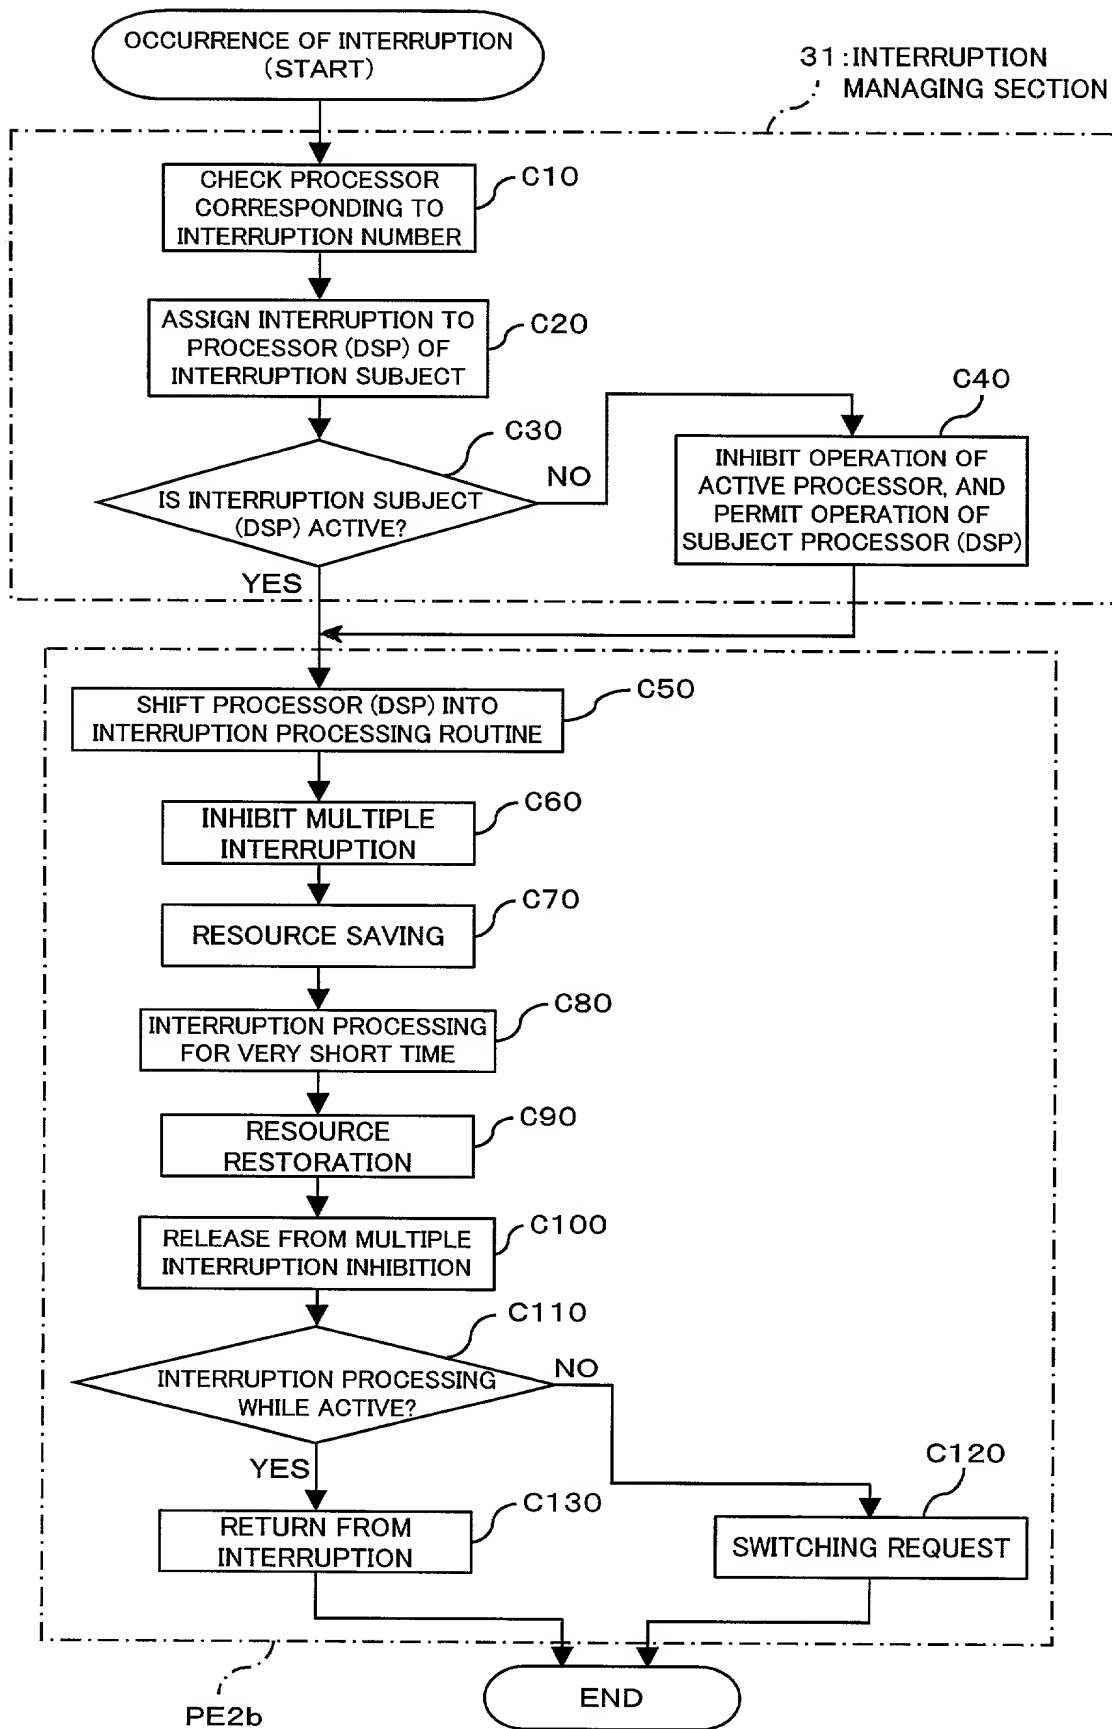 OCCURRENCE OF INTERRUPTION
(START)
31:INTERRUPTION
MANAGING SECTION
CHECK PROCESSOR
CORRESPONDING TO
INTERRUPTION NUMBER
C10
ASSIGN INTERRUPTION TO
PROCESSOR (DSP) OF
INTERRUPTION SUBJECT
C20
IS INTERRUPTION SUBJECT
(DSP) ACTIVE?
C30
NO
YES
C40
INHIBIT OPERATION OF
ACTIVE PROCESSOR, AND
PERMIT OPERATION OF
SUBJECT PROCESSOR (DSP)
SHIFT PROCESSOR (DSP) INTO
INTERRUPTION PROCESSING ROUTINE
C50
INHIBIT MULTIPLE
INTERRUPTION
C60
RESOURCE SAVING
C70
INTERRUPTION PROCESSING
FOR VERY SHORT TIME
C80
RESOURCE
RESTORATION
C90
RELEASE FROM MULTIPLE
INTERRUPTION INHIBITION
C100
INTERRUPTION PROCESSING
WHILE ACTIVE?
C110
NO
YES
C120
SWITCHING REQUEST
RETURN FROM
INTERRUPTION
C130
PE2b
END